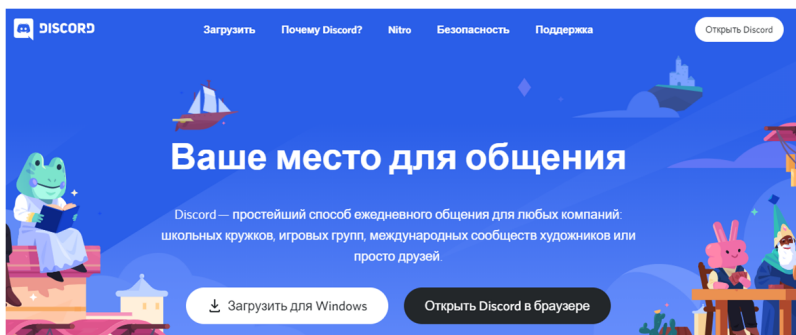 DISCORD
Загрузить Почему Discord? Nitro Безопасность Поддержка
Открыть Discord
Ваше место для общения
Discord — простейший способ ежедневного общения для любых компаний:
школьных кружков, игровых групп, международных сообществ художников или
просто друзей.
Загрузить для Windows
Открыть Discord в браузере